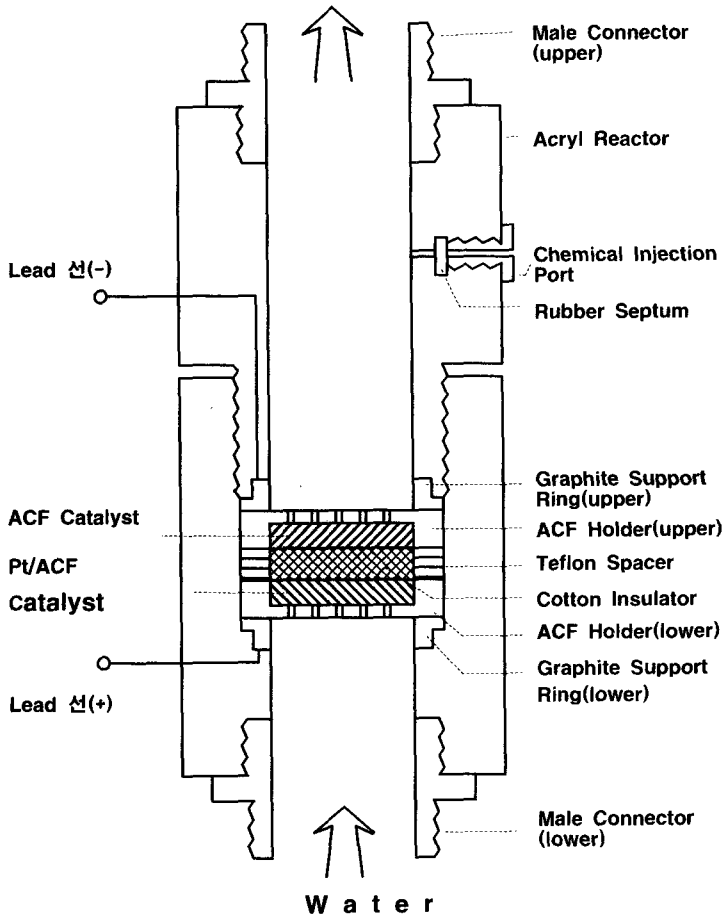 Male Connector
(upper)
Acryl Reactor
Lead 선(-)
Chemical Injection
Port
Rubber Septum
Graphite Support
Ring(upper)
ACF Catalyst
ACF Holder(upper)
Pt/ACF
Catalyst
Teflon Spacer
Cotton Insulator
ACF Holder(lower)
Graphite Support
Ring(lower)
Lead 선(+)
Male Connector
(lower)
Water